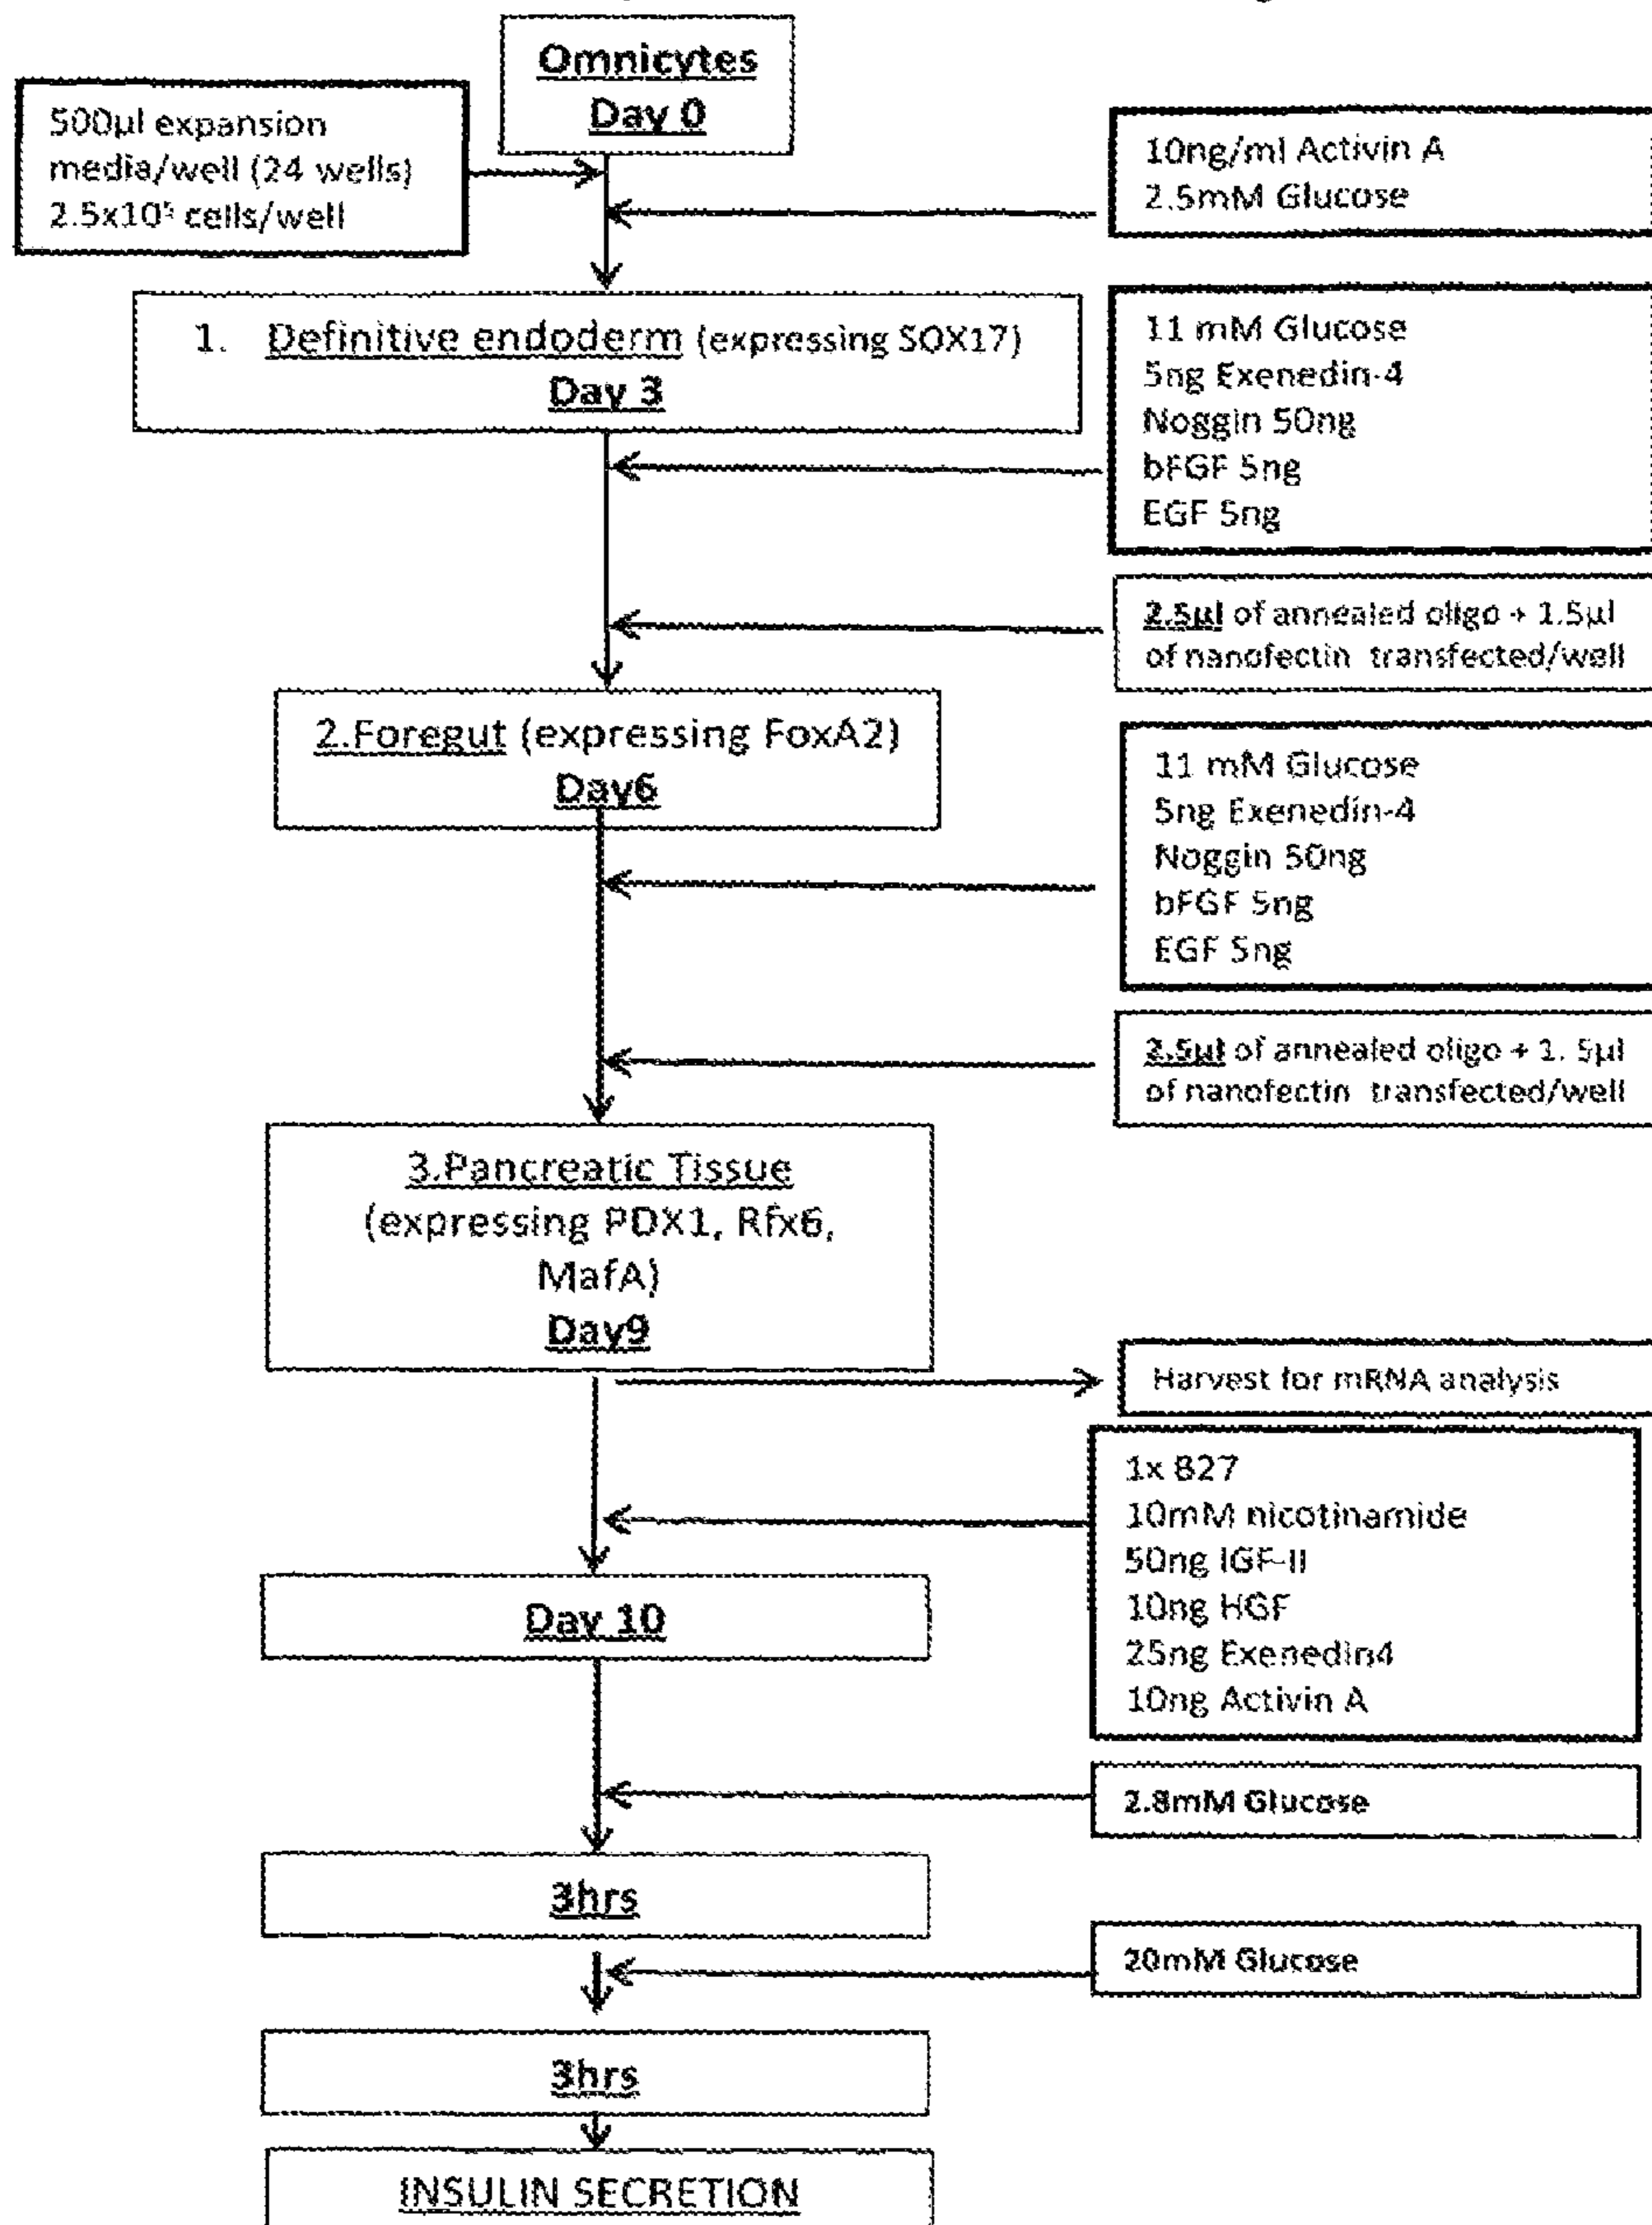 Omnicytes
Day 0
500µl expansion
media/well (24 wells)
2.5x10⁵ cells/well
10ng/ml Activin A
2.5mM Glucose
1. Definitive endoderm (expressing SOX17)
Day 3
11 mM Glucose
5ng Exenedin-4
Noggin 50ng
bFGF 5ng
EGF 5ng
2.5µl of annealed oligo + 1.5µl
of nanofectin transfected/well
2.Foregut (expressing FoxA2)
Day6
11 mM Glucose
5ng Exenedin-4
Noggin 50ng
bFGF 5ng
EGF 5ng
2.5µl of annealed oligo + 1. 5µl
of nanofectin transfected/well
3.Pancreatic Tissue
(expressing PDX1, Rfx6,
MafA)
Day9
Harvest for mRNA analysis
1x B27
10mM nicotinamide
50ng IGF-II
10ng HGF
25ng Exenedin4
10ng Activin A
Day 10
2.8mM Glucose
3hrs
20mM Glucose
3hrs
INSULIN SECRETION